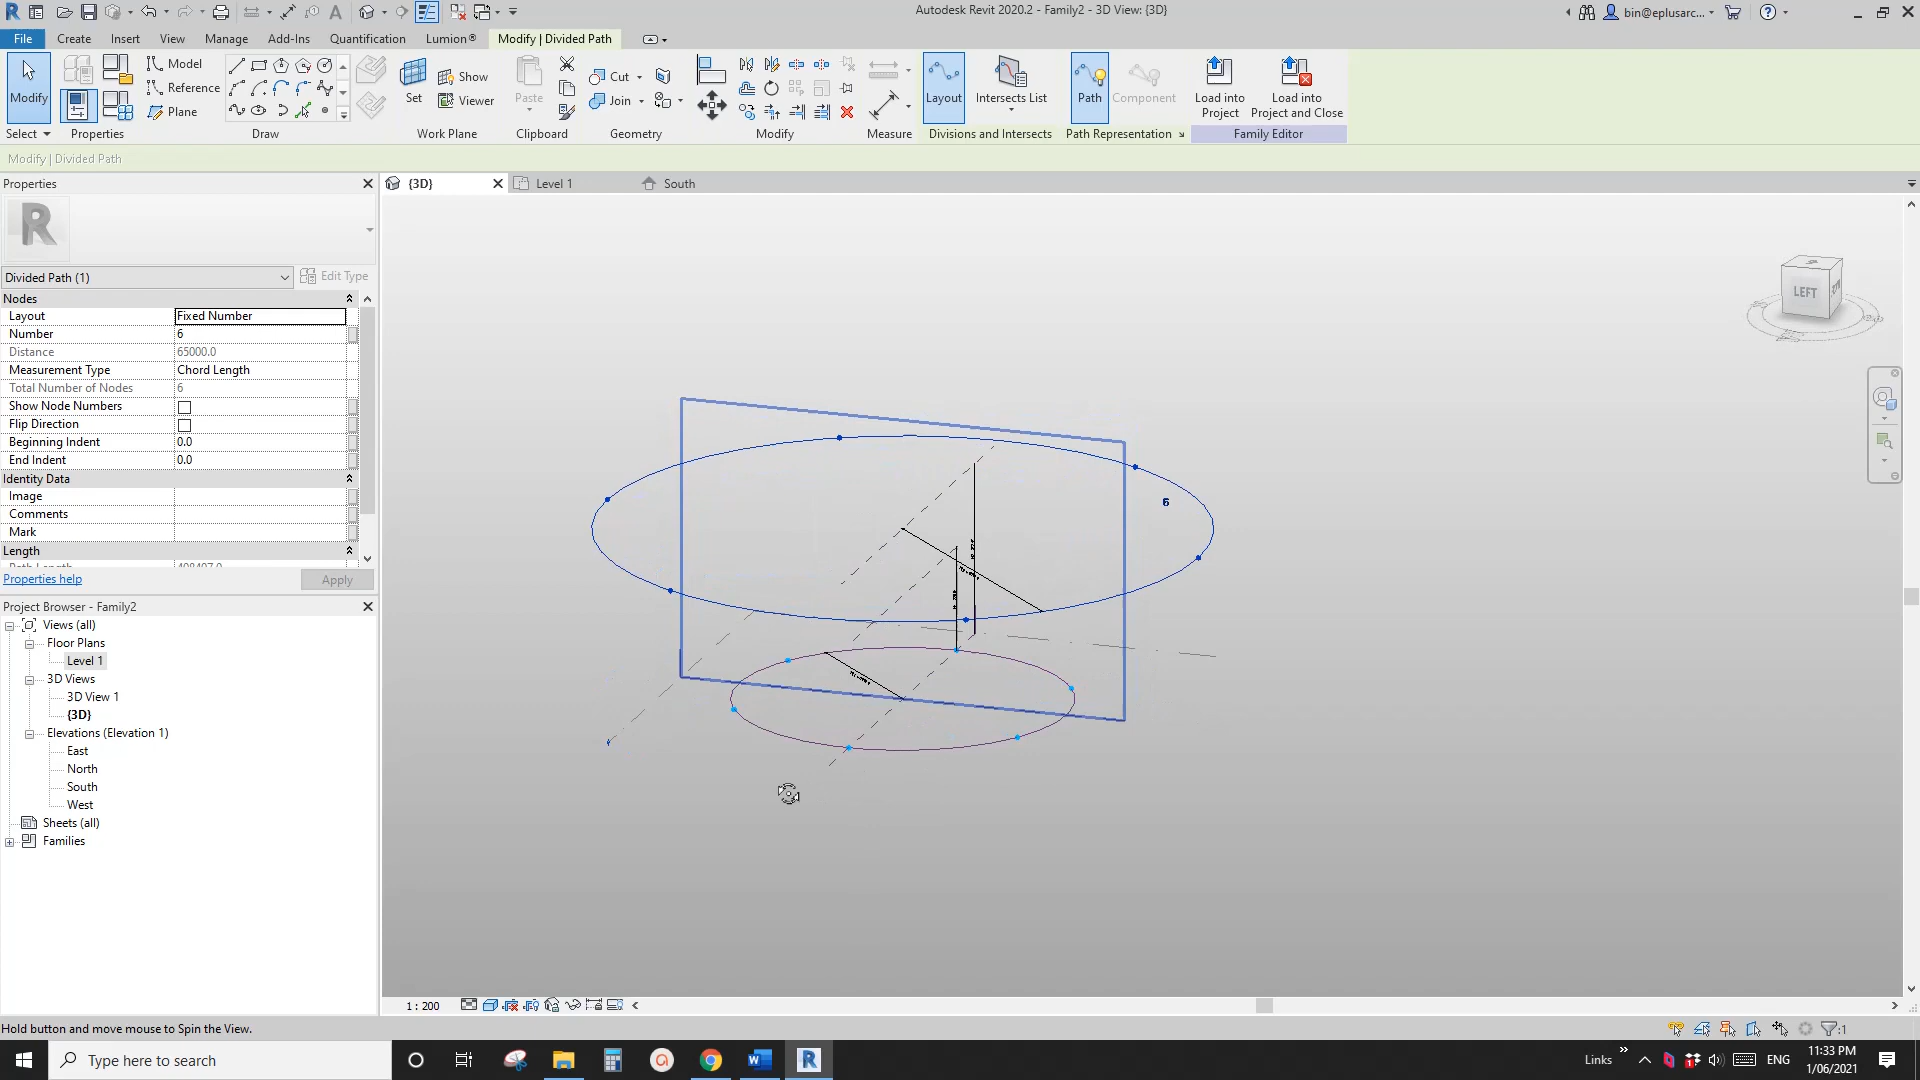 Autodesk Revit 2020.2 - Family2 - 3D View: {3D}
bin@eplusarc...
File Create Insert View Manage Add-Ins Quantification Lumion® Modify | Divided Path
Modify
Select
Properties
Model
Reference
Plane
Draw
Set
Show
Viewer
Work Plane
Paste
Clipboard
Cut
Join
Geometry
Modify
Measure
Layout
Intersects List
Divisions and Intersects
Path
Component
Path Representation
Load into
Project
Load into
Project and Close
Family Editor
Modify | Divided Path
Properties
{3D}
Level 1
South
R
Divided Path (1)
Edit Type
Nodes
Layout Fixed Number
Number 6
Distance 65000.0
Measurement Type Chord Length
Total Number of Nodes 6
Show Node Numbers
Flip Direction
Beginning Indent 0.0
End Indent 0.0
Identity Data
Image
Comments
Mark
Length
Properties help
Apply
Project Browser - Family2
Views (all)
Floor Plans
Level 1
3D Views
3D View 1
{3D}
Elevations (Elevation 1)
East
North
South
West
Sheets (all)
Families
6
LEFT
1 : 200
Hold button and move mouse to Spin the View.
:1
Type here to search
Links
ENG
11:33 PM
1/06/2021